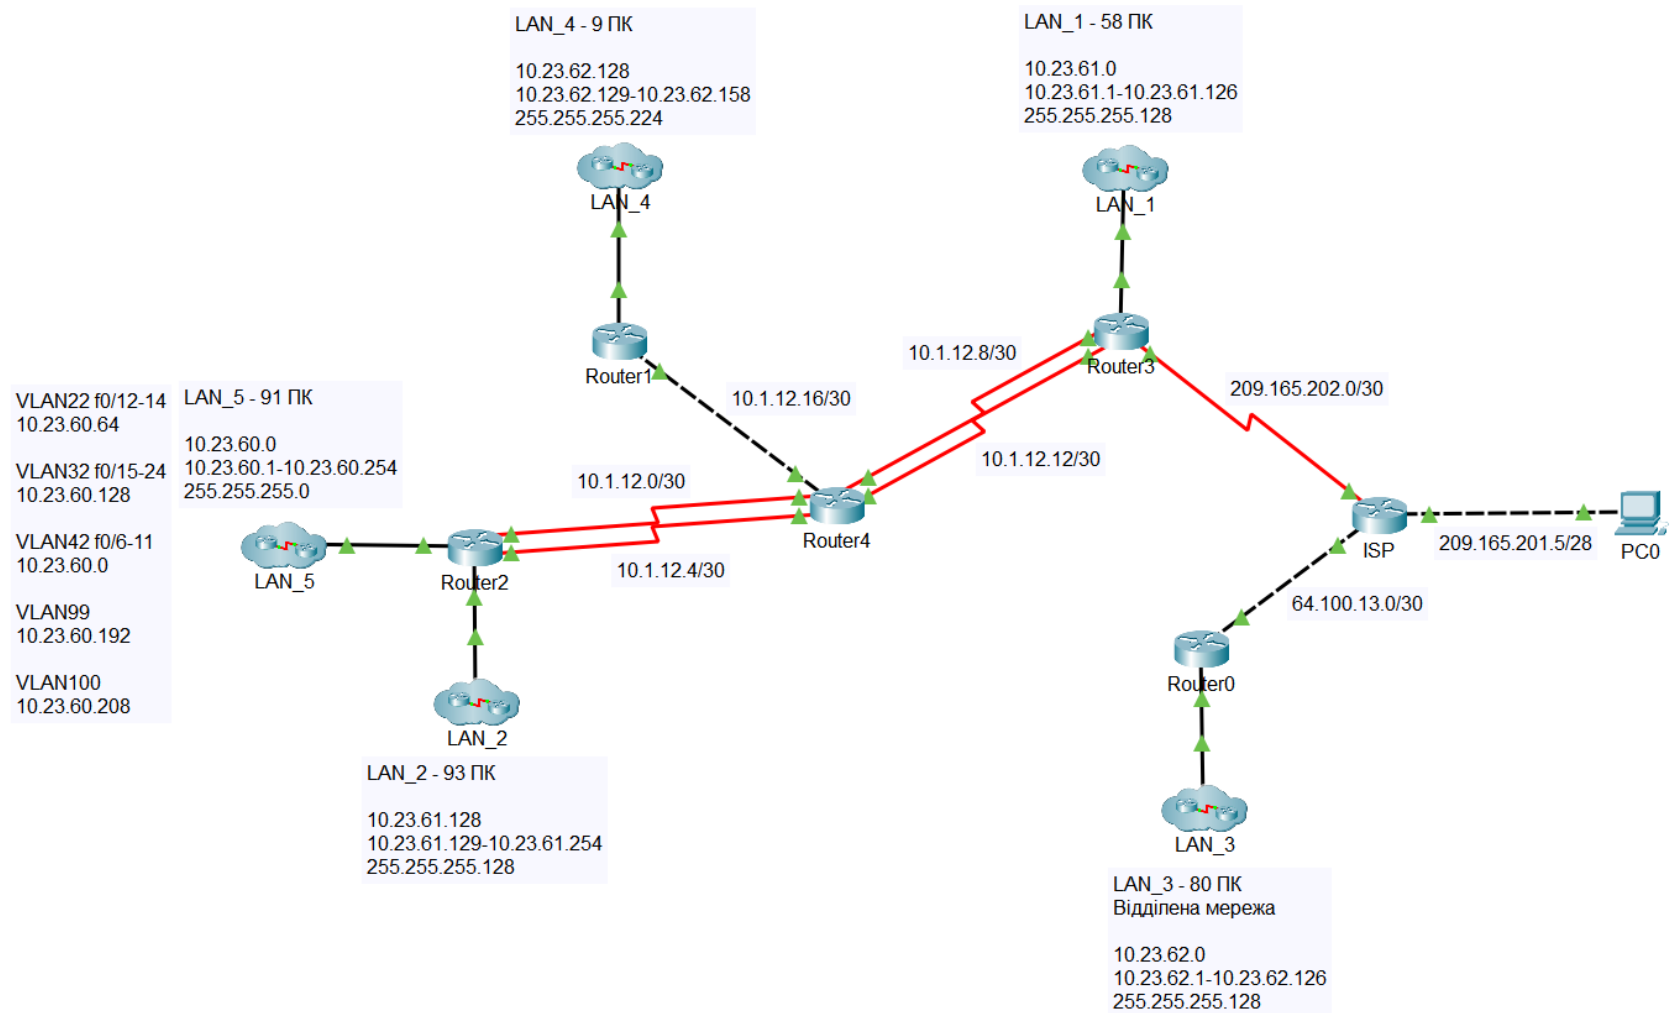 LAN_4 - 9 ПК
10.23.62.128
10.23.62.129-10.23.62.158
255.255.255.224
LAN_4
Router1
LAN_1 - 58 ПК
10.23.61.0
10.23.61.1-10.23.61.126
255.255.255.128
LAN_1
Router3
10.1.12.8/30
10.1.12.16/30
10.1.12.12/30
209.165.202.0/30
VLAN22 f0/12-14
10.23.60.64
VLAN32 f0/15-24
10.23.60.128
VLAN42 f0/6-11
10.23.60.0
VLAN99
10.23.60.192
VLAN100
10.23.60.208
LAN_5 - 91 ПК
10.23.60.0
10.23.60.1-10.23.60.254
255.255.255.0
LAN_5
10.1.12.0/30
Router4
Router2
10.1.12.4/30
ISP
209.165.201.5/28
PC0
64.100.13.0/30
Router0
LAN_2
LAN_2 - 93 ПК
10.23.61.128
10.23.61.129-10.23.61.254
255.255.255.128
LAN_3
LAN_3 - 80 ПК
Відділена мережа
10.23.62.0
10.23.62.1-10.23.62.126
255.255.255.128